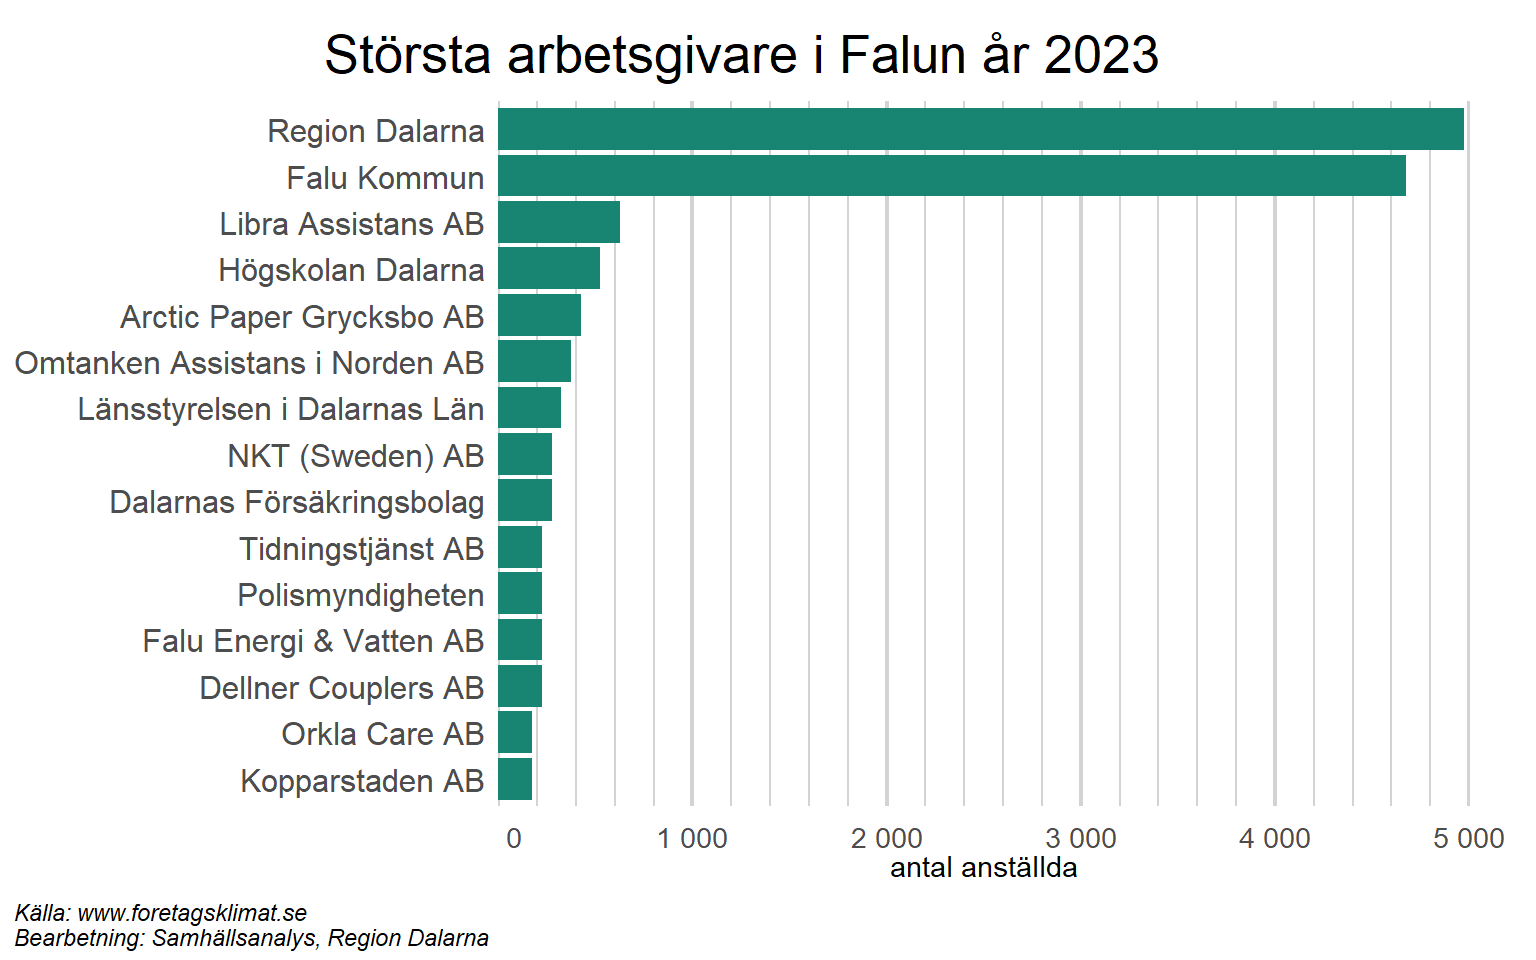 Största arbetsgivare i Falun år 2023
Region Dalarna
Falu Kommun
Libra Assistans AB
Högskolan Dalarna
Arctic Paper Grycksbo AB
Omtanken Assistans i Norden AB
Länsstyrelsen i Dalarnas Län
NKT (Sweden) AB
Dalarnas Försäkringsbolag
Tidningstjänst AB
Polismyndigheten
Falu Energi & Vatten AB
Dellner Couplers AB
Orkla Care AB
Kopparstaden AB
0 1 000 2 000 3 000 4 000 5 000
antal anställda
Källa: www.foretagsklimat.se
Bearbetning: Samhällsanalys, Region Dalarna